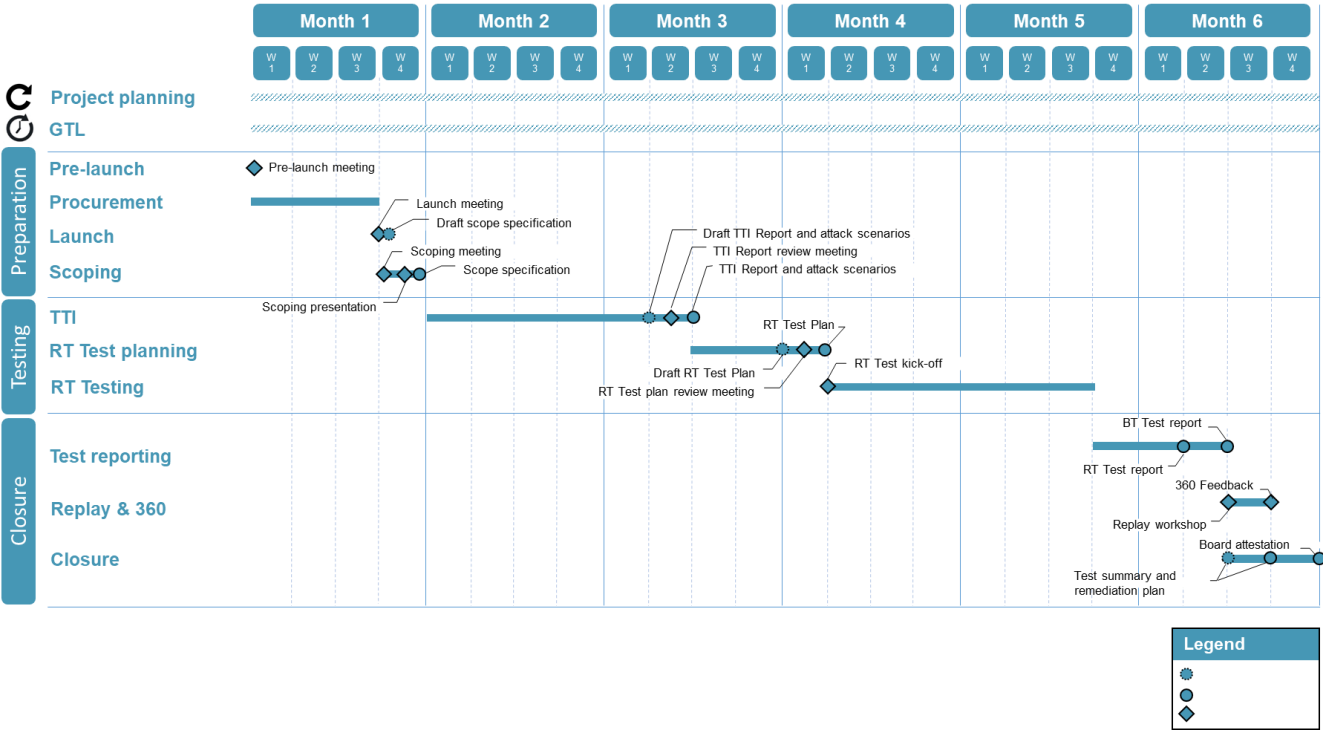 Month 1 Month 2 Month 3 Month 4 Month 5 Month 6
W 1 W 2 W 3 W 4 W 1 W 2 W 3 W 4 W 1 W 2 W 3 W 4 W 1 W 2 W 3 W 4 W 1 W 2 W 3 W 4 W 1 W 2 W 3 W 4
Project planning
GTL
Preparation
Pre-launch
Pre-launch meeting
Procurement
Launch meeting
Draft scope specification
Launch
Scoping meeting
Scope specification
Scoping
Scoping presentation
Draft TTI Report and attack scenarios
TTI Report review meeting
TTI Report and attack scenarios
Testing
TTI
RT Test Plan
RT Test planning
Draft RT Test Plan
RT Test plan review meeting
RT Test kick-off
RT Testing
Closure
BT Test report
Test reporting
RT Test report
360 Feedback
Replay & 360
Replay workshop
Board attestation
Closure
Test summary and
remediation plan
Legend